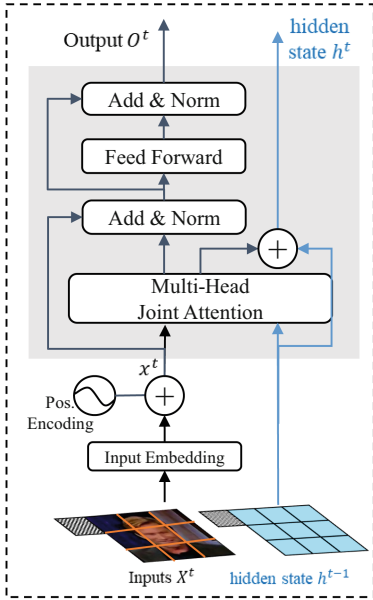 Output O^t
hidden
state h^t
Add & Norm
Feed Forward
Add & Norm
Multi-Head
Joint Attention
x^t
Pos.
Encoding
Input Embedding
Inputs X^t
hidden state h^{t-1}